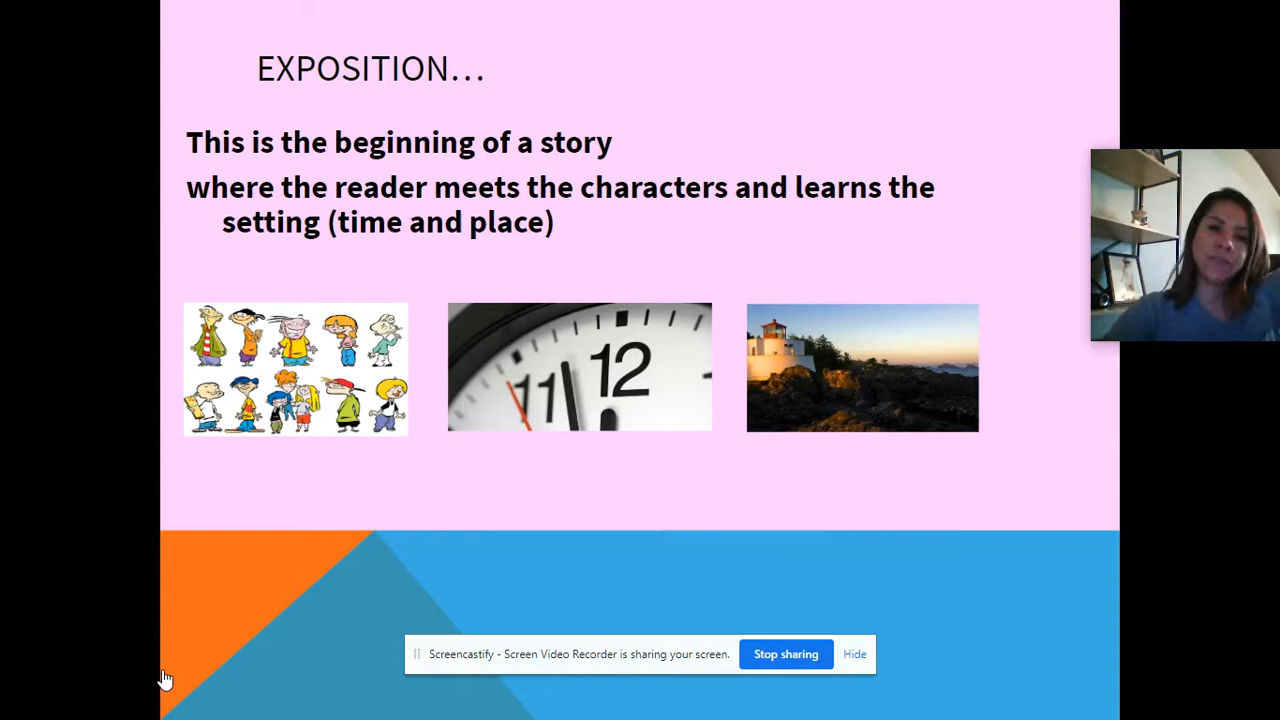 EXPOSITION...
This is the beginning of a story
where the reader meets the characters and learns the
setting (time and place)
11 12
Screencastify - Screen Video Recorder is sharing your screen. Stop sharing Hide